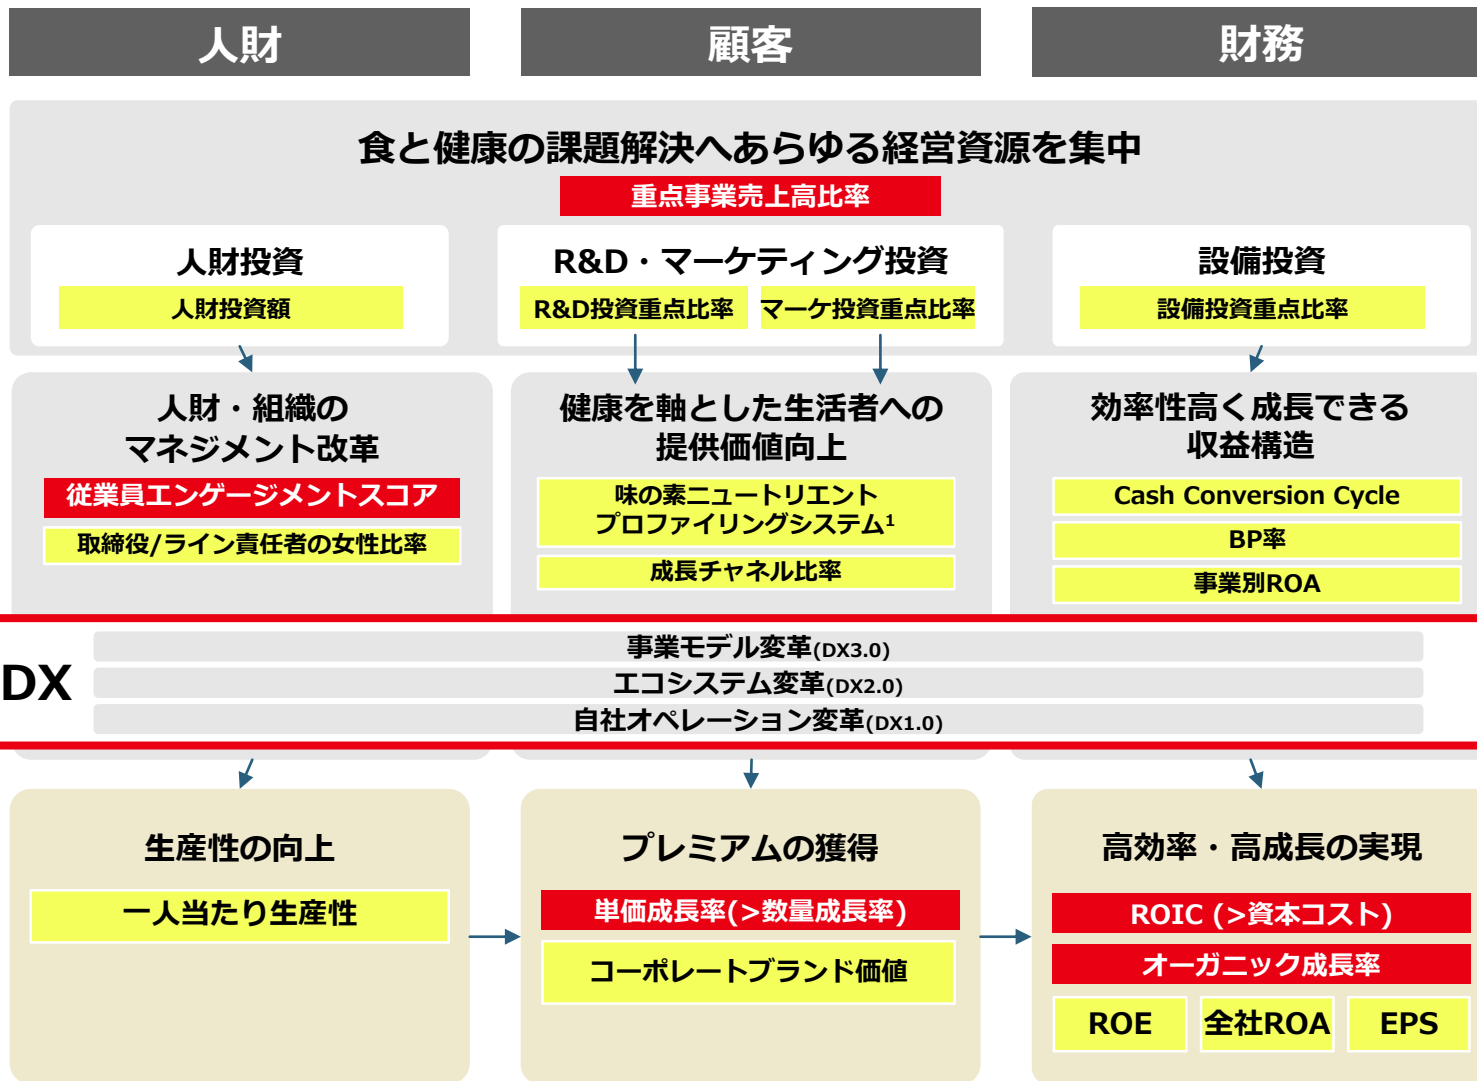 人財
顧客
財務
食と健康の課題解決へあらゆる経営資源を集中
重点事業売上高比率
人財投資
人財投資額
R&D・マーケティング投資
R&D投資重点比率
マーケ投資重点比率
設備投資
設備投資重点比率
人財・組織の
マネジメント改革
従業員エンゲージメントスコア
取締役/ライン責任者の女性比率
健康を軸とした生活者への
提供価値向上
味の素ニュートリエント
プロファイリングシステム¹
成長チャネル比率
効率性高く成長できる
収益構造
Cash Conversion Cycle
BP率
事業別ROA
DX
事業モデル変革(DX3.0)
エコシステム変革(DX2.0)
自社オペレーション変革(DX1.0)
生産性の向上
一人当たり生産性
プレミアムの獲得
単価成長率(>数量成長率)
コーポレートブランド価値
高効率・高成長の実現
ROIC (>資本コスト)
オーガニック成長率
ROE
全社ROA
EPS